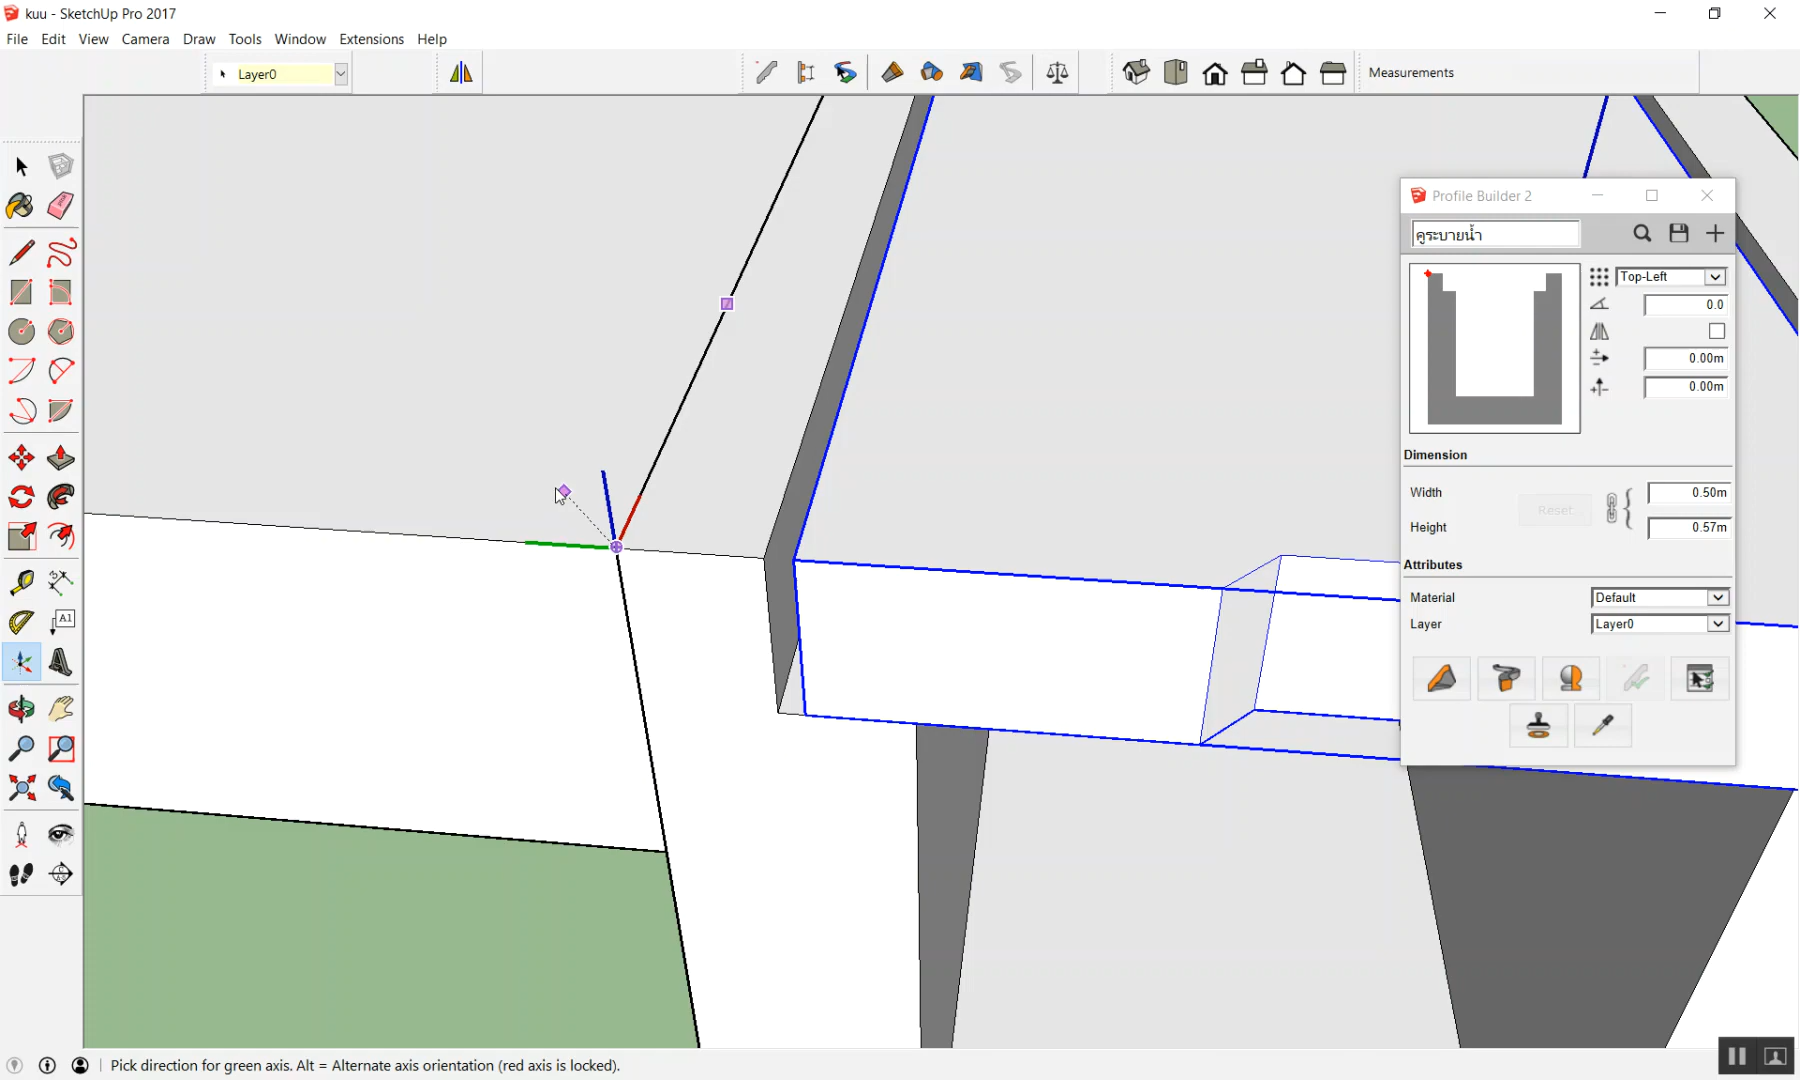 kuu - SketchUp Pro 2017
File Edit View Camera Draw Tools Window Extensions Help
Layer0
Measurements
Profile Builder 2
คูระบายน้ำ
Top-Left
0.0
0.00m
0.00m
Dimension
Width 0.50m
Reset
Height 0.57m
Attributes
Material Default
Layer Layer0
A1
Pick direction for green axis. Alt = Alternate axis orientation (red axis is locked).